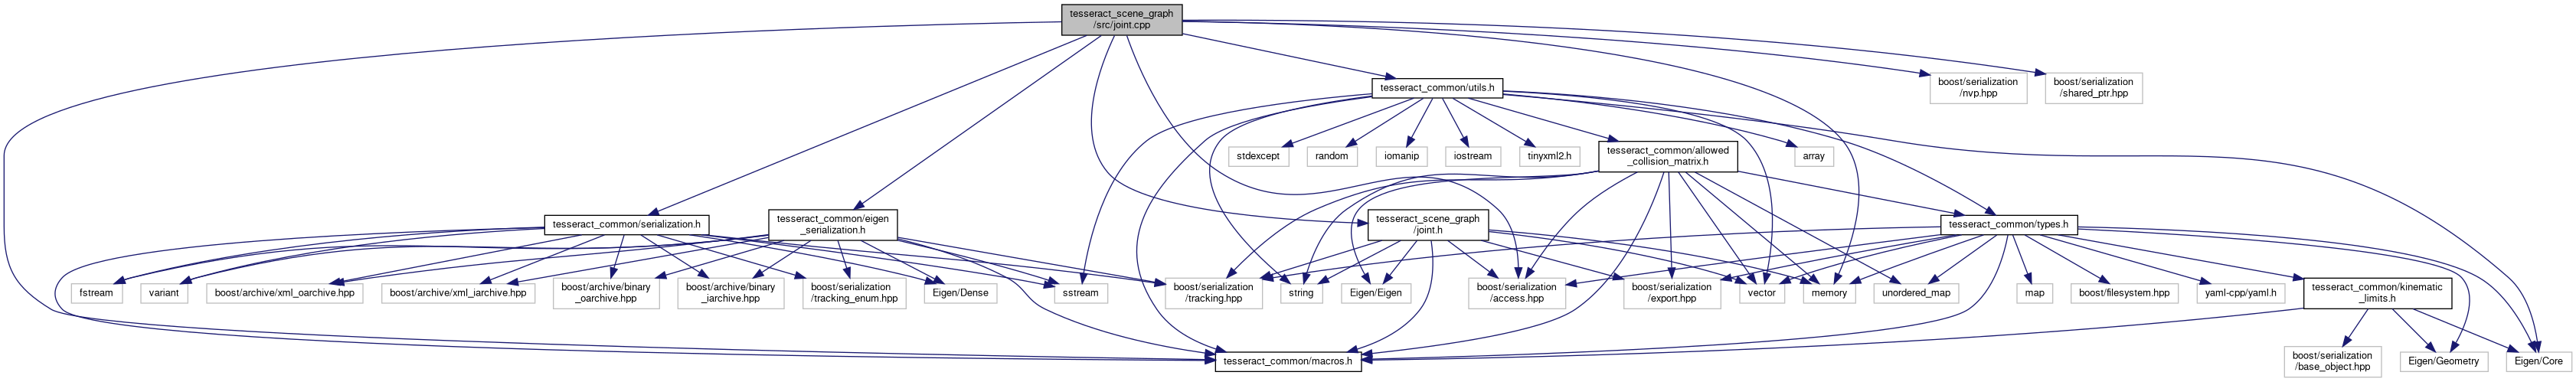 tesseract_scene_graph
/src/joint.cpp
tesseract_common/utils.h
boost/serialization
/nvp.hpp
boost/serialization
/shared_ptr.hpp
stdexcept
random
iomanip
iostream
tinyxml2.h
tesseract_common/allowed
_collision_matrix.h
array
tesseract_common/serialization.h
tesseract_common/eigen
_serialization.h
tesseract_scene_graph
/joint.h
tesseract_common/types.h
fstream
variant
boost/archive/xml_oarchive.hpp
boost/archive/xml_iarchive.hpp
boost/archive/binary
_oarchive.hpp
boost/archive/binary
_iarchive.hpp
boost/serialization
/tracking_enum.hpp
Eigen/Dense
sstream
boost/serialization
/tracking.hpp
string
Eigen/Eigen
boost/serialization
/access.hpp
boost/serialization
/export.hpp
vector
memory
unordered_map
map
boost/filesystem.hpp
yaml-cpp/yaml.h
tesseract_common/kinematic
_limits.h
tesseract_common/macros.h
boost/serialization
/base_object.hpp
Eigen/Geometry
Eigen/Core